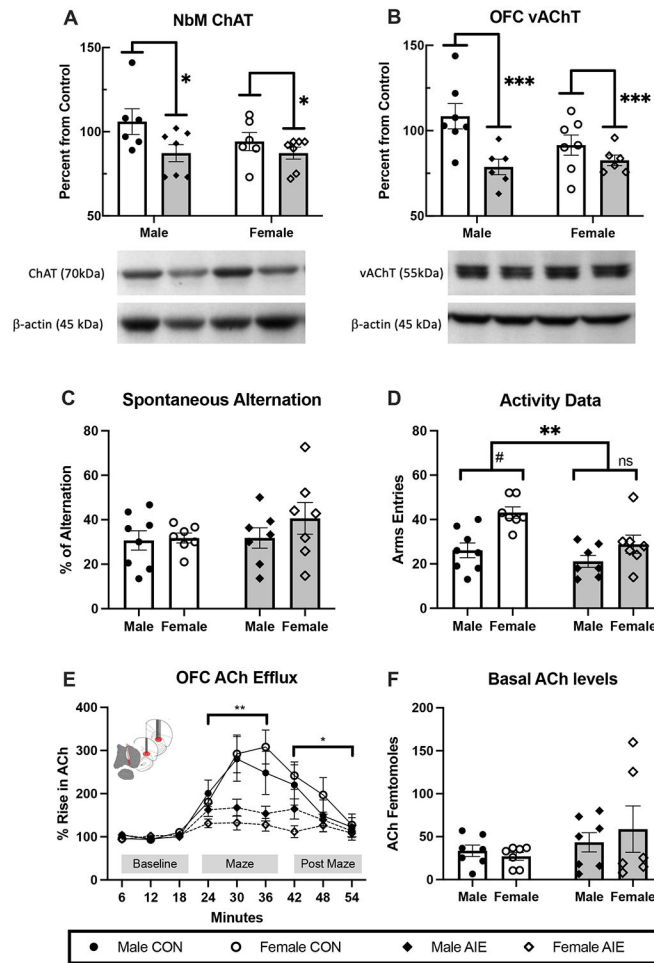 A NbM ChAT
Percent from Control
150
100
50
*
*
Male Female
ChAT (70kDa)
β-actin (45 kDa)
B OFC vAChT
Percent from Control
150
100
75
50
***
***
Male Female
vAChT (55kDa)
β-actin (45 kDa)
C Spontaneous Alternation
% of Alternation
80
60
40
20
0
Male Female Male Female
D Activity Data
Arms Entries
80
60
40
20
0
**
# ns
Male Female Male Female
E OFC ACh Efflux
% Rise in ACh
400
300
200
100
0
** *
Baseline Maze Post Maze
6 12 18 24 30 36 42 48 54
Minutes
F Basal ACh levels
ACh Femtomoles
200
150
100
50
0
Male Female Male Female
Male CON Female CON Male AIE Female AIE